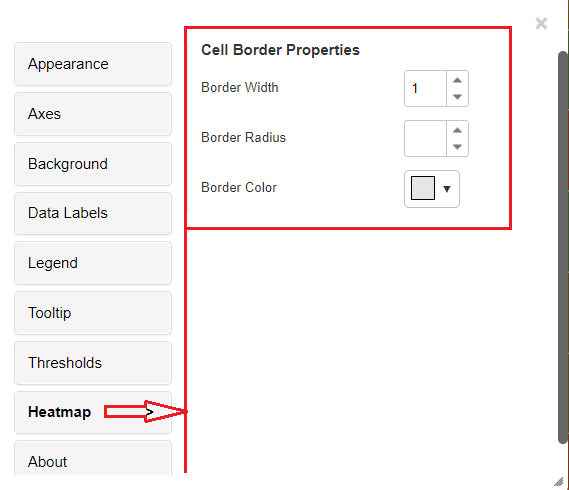 ×
Appearance
Axes
Background
Data Labels
Legend
Tooltip
Thresholds
Heatmap >
About
Cell Border Properties
Border Width 1
Border Radius
Border Color